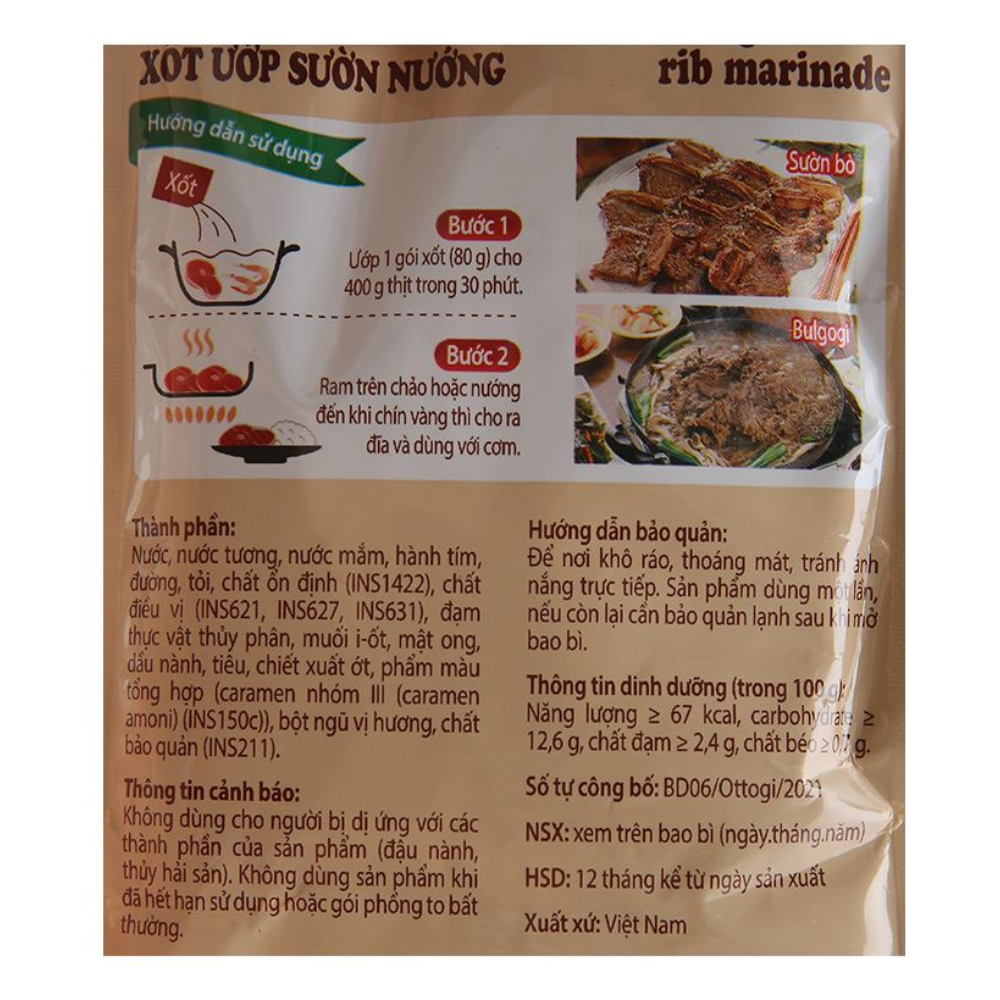 XỐT ƯỚP SƯỜN NƯỚNG
rib marinade
Hướng dẫn sử dụng
Xốt
Bước 1
Ướp 1 gói xốt (80 g) cho
400 g thịt trong 30 phút.
Bước 2
Ram trên chảo hoặc nướng
đến khi chín vàng thì cho ra
đĩa và dùng với cơm.
Sườn bò
Bulgogi
Thành phần:
Nước, nước tương, nước mắm, hành tím,
đường, tỏi, chất ổn định (INS1422), chất
điều vị (INS621, INS627, INS631), đạm
thực vật thủy phân, muối i-ốt, mật ong,
dầu nành, tiêu, chiết xuất ớt, phẩm màu
tổng hợp (caramen nhóm III (caramen
amoni) (INS150c)), bột ngũ vị hương, chất
bảo quản (INS211).
Thông tin cảnh báo:
Không dùng cho người bị dị ứng với các
thành phần của sản phẩm (đậu nành,
thủy hải sản). Không dùng sản phẩm khi
đã hết hạn sử dụng hoặc gói phồng to bất
thường.
Hướng dẫn bảo quản:
Để nơi khô ráo, thoáng mát, tránh ánh
nắng trực tiếp. Sản phẩm dùng một lần,
nếu còn lại cần bảo quản lạnh sau khi mở
bao bì.
Thông tin dinh dưỡng (trong 100 g):
Năng lượng ≥ 67 kcal, carbohydrate ≥
12,6 g, chất đạm ≥ 2,4 g, chất béo ≥ 0,7 g.
Số tự công bố: BD06/Ottogi/2021
NSX: xem trên bao bì (ngày.tháng.năm)
HSD: 12 tháng kể từ ngày sản xuất
Xuất xứ: Việt Nam